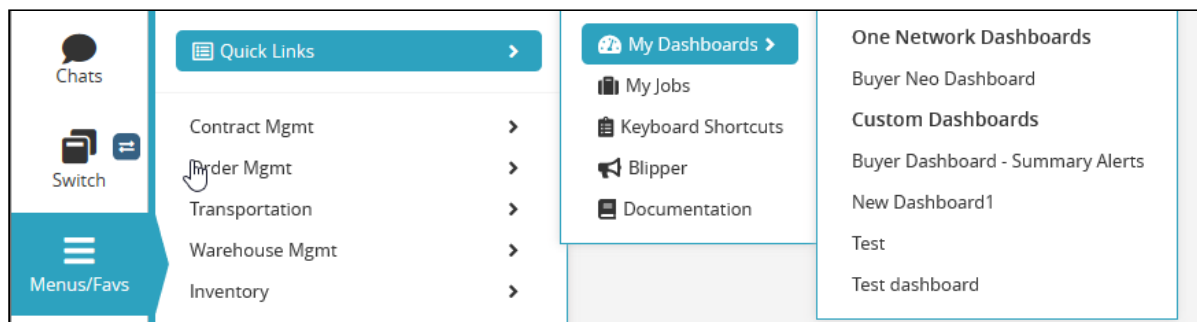 Chats
Switch
Menus/Favs
Quick Links
Contract Mgmt
Order Mgmt
Transportation
Warehouse Mgmt
Inventory
My Dashboards
My Jobs
Keyboard Shortcuts
Blipper
Documentation
One Network Dashboards
Buyer Neo Dashboard
Custom Dashboards
Buyer Dashboard - Summary Alerts
New Dashboard1
Test
Test dashboard